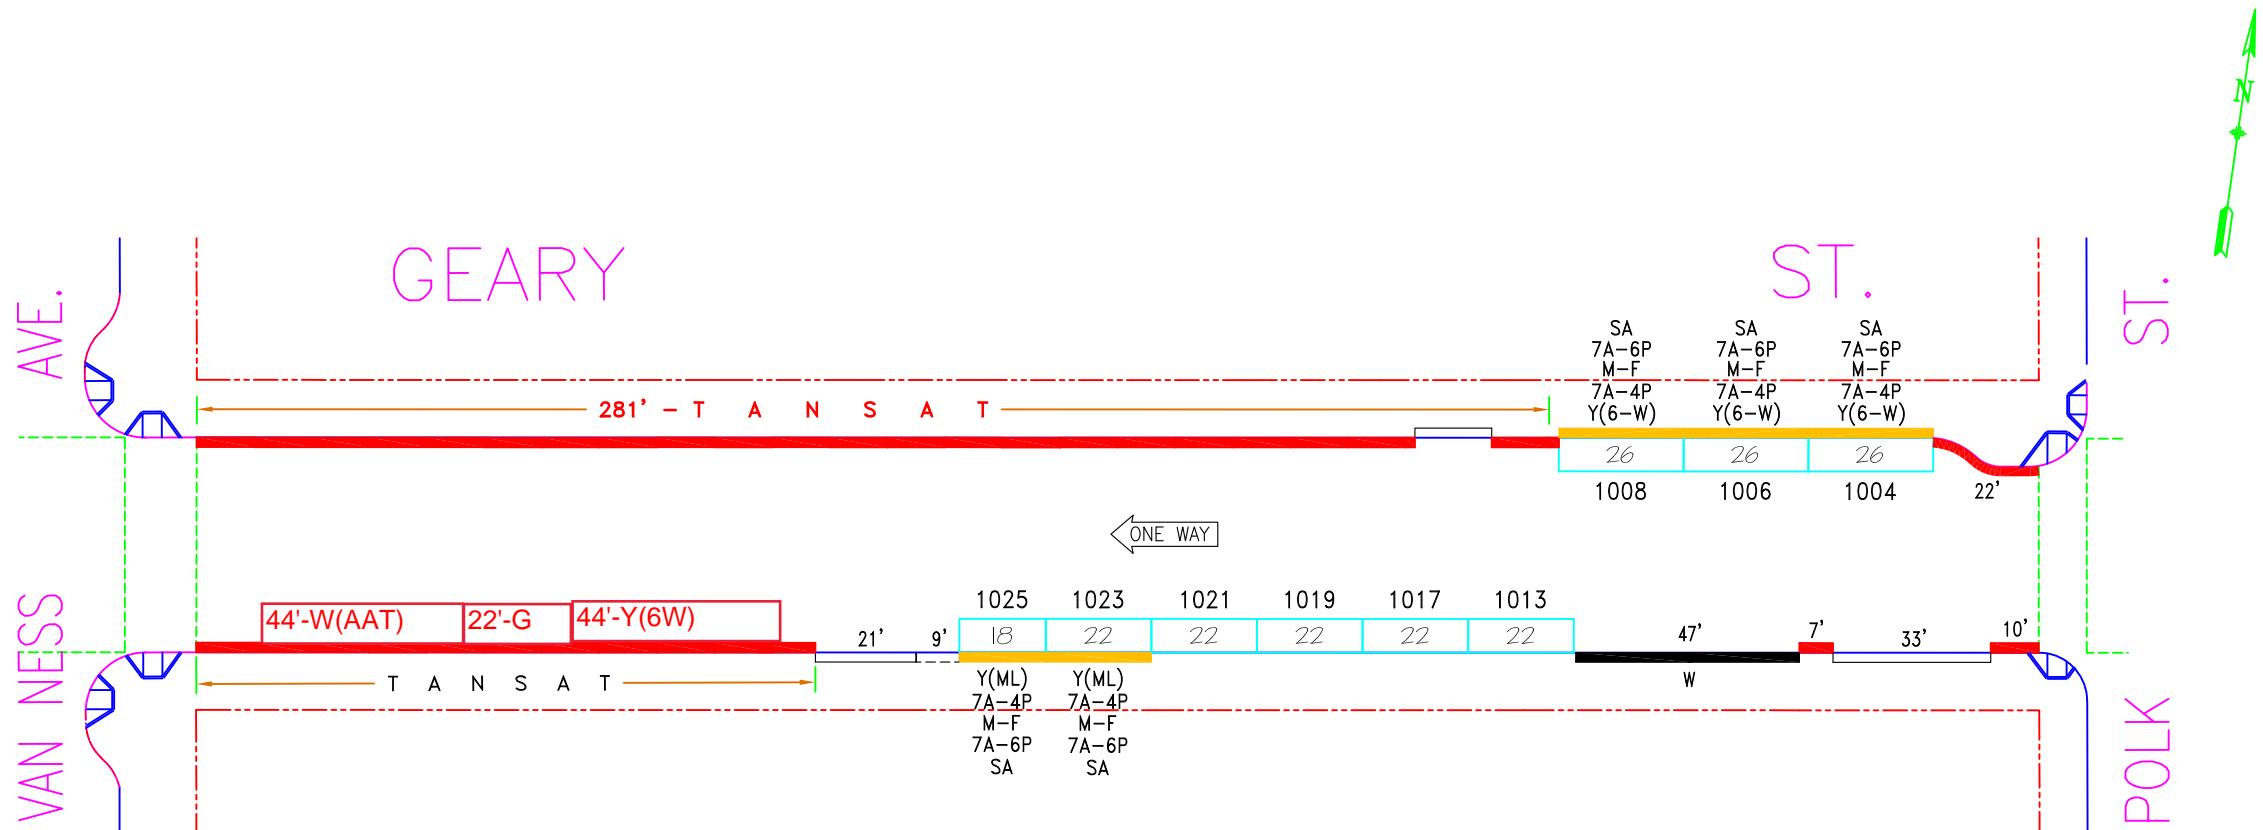 N
GEARY
ST.
AVE.
ST.
SA
7A-6P
M-F
7A-4P
Y(6-W)
SA
7A-6P
M-F
7A-4P
Y(6-W)
SA
7A-6P
M-F
7A-4P
Y(6-W)
281' - T A N S A T
26
26
26
1008
1006
1004
22'
ONE WAY
VAN NESS
44'-W(AAT)
22'-G
44'-Y(6W)
1025
1023
1021
1019
1017
1013
21'
9'
18
22
22
22
22
22
47'
7'
33'
10'
T A N S A T
W
Y(ML)
7A-4P
M-F
7A-6P
SA
Y(ML)
7A-4P
M-F
7A-6P
SA
POLK